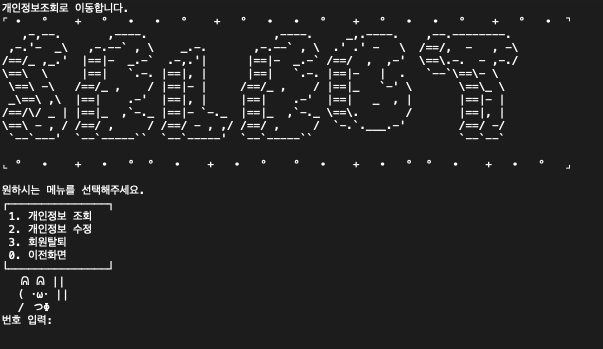 개인정보조회로 이동합니다.
SELECT
원하시는 메뉴를 선택해주세요.
1. 개인정보 조회
2. 개인정보 수정
3. 회원탈퇴
0. 이전화면
번호 입력: